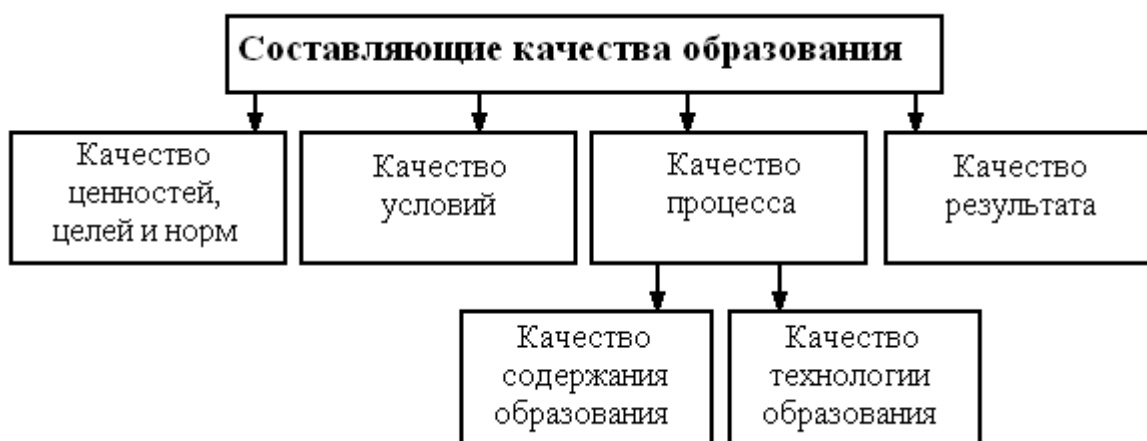 Составляющие качества образования
Качество
ценностей,
целей и норм
Качество
условий
Качество
процесса
Качество
результата
Качество
содержания
образования
Качество
технологии
образования